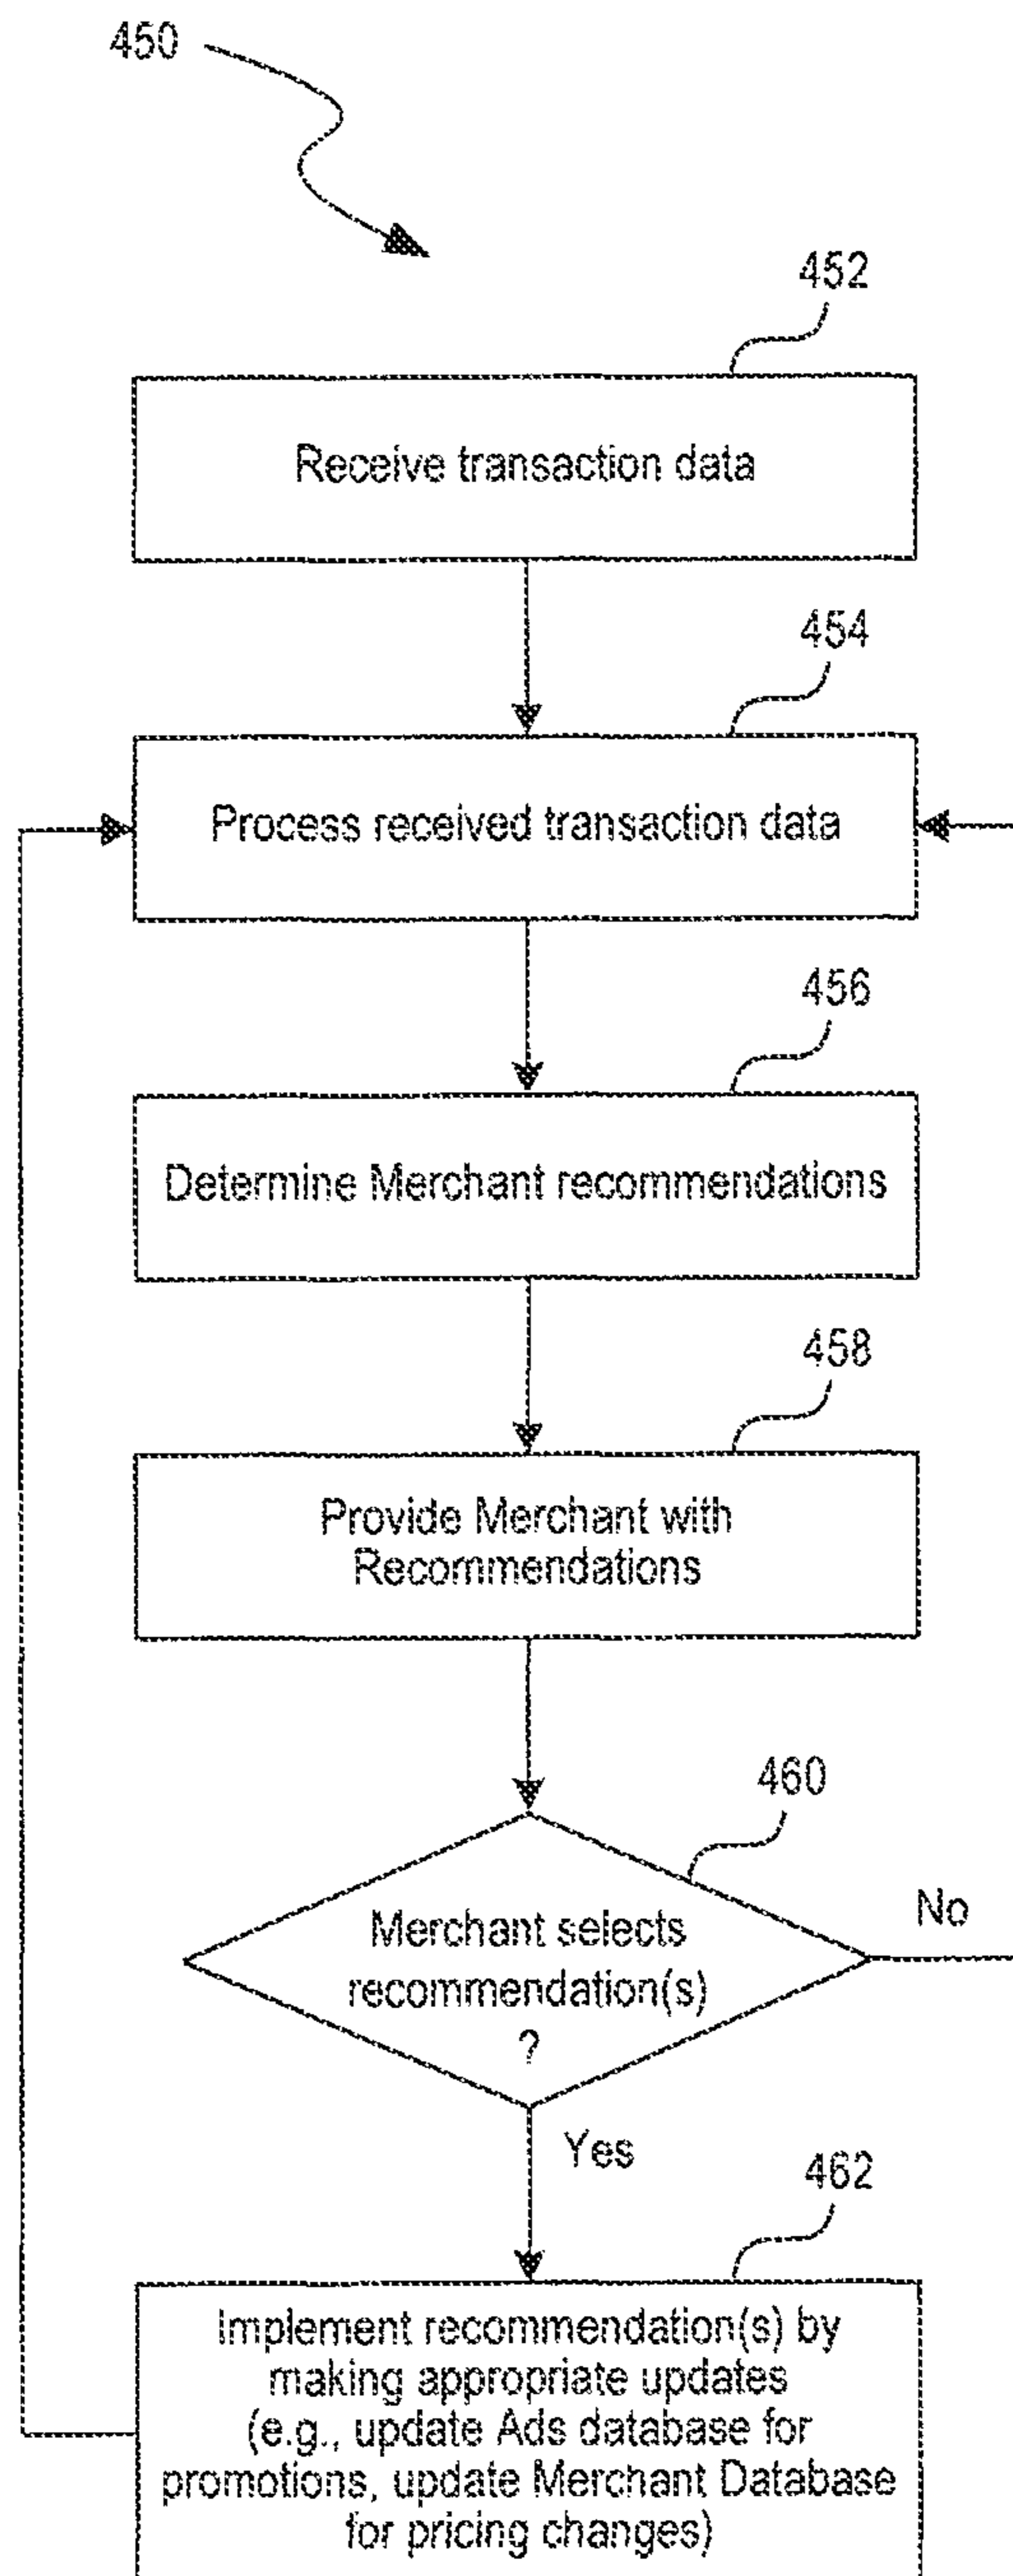 450
452
Receive transaction data
454
Process received transaction data
456
Determine Merchant recommendations
458
Provide Merchant with
Recommendations
460
Merchant selects
recommendation(s)
?
No
Yes
462
Implement recommendation(s) by
making appropriate updates
(e.g., update Ads database for
promotions, update Merchant Database
for pricing changes)